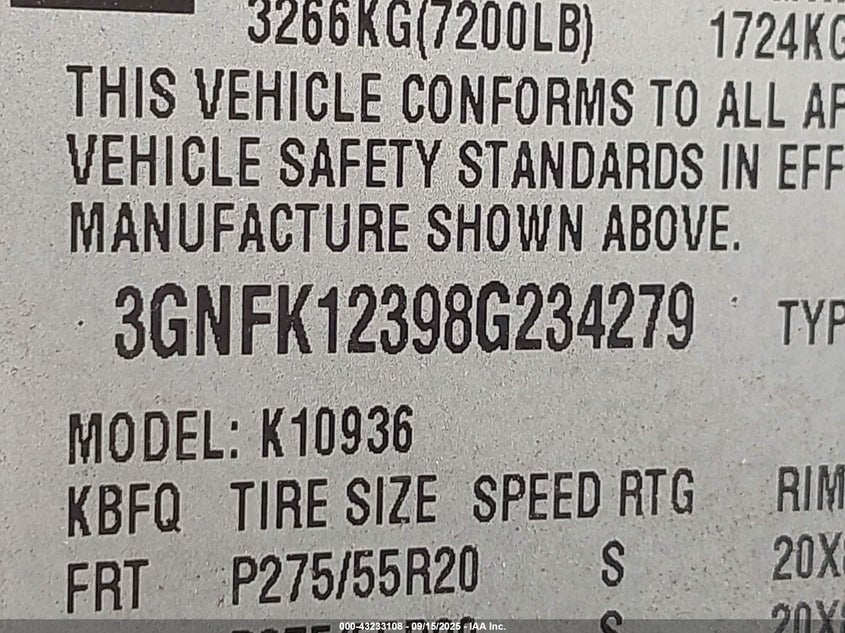 3266KG(7200LB) 1724KG
THIS VEHICLE CONFORMS TO ALL AP
VEHICLE SAFETY STANDARDS IN EFF
MANUFACTURE SHOWN ABOVE.
3GNFK12398G234279 TYP
MODEL: K10936
KBFQ TIRE SIZE SPEED RTG RIM
FRT P275/55R20 S 20X8
000-43233108 - 09/15/2025 - IAA Inc.